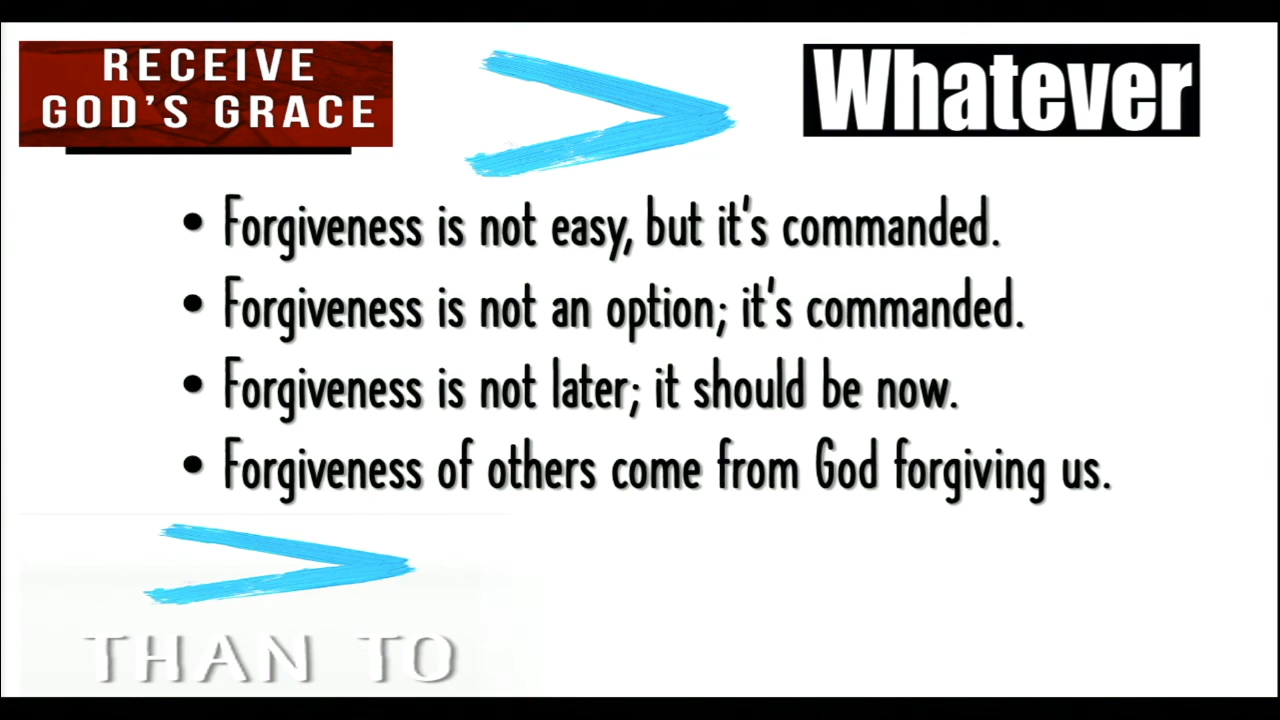 RECEIVE
GOD'S GRACE
Whatever
• Forgiveness is not easy, but it's commanded.
• Forgiveness is not an option; it's commanded.
• Forgiveness is not later; it should be now.
• Forgiveness of others come from God forgiving us.
THAN TO